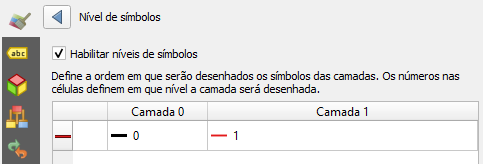 Nível de símbolos
abc
Habilitar níveis de símbolos
Define a ordem em que serão desenhados os símbolos das camadas. Os números nas
células definem em que nível a camada será desenhada.
Camada 0 Camada 1
0 1